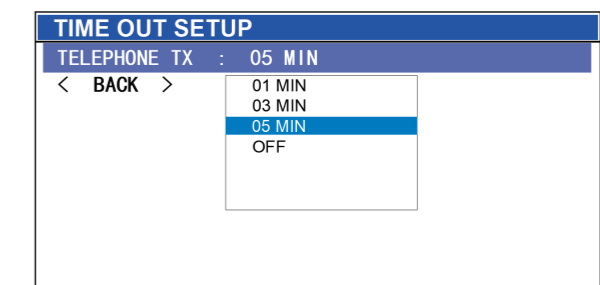 TIME OUT SETUP
TELEPHONE TX : 05 MIN
< BACK >
01 MIN
03 MIN
05 MIN
OFF